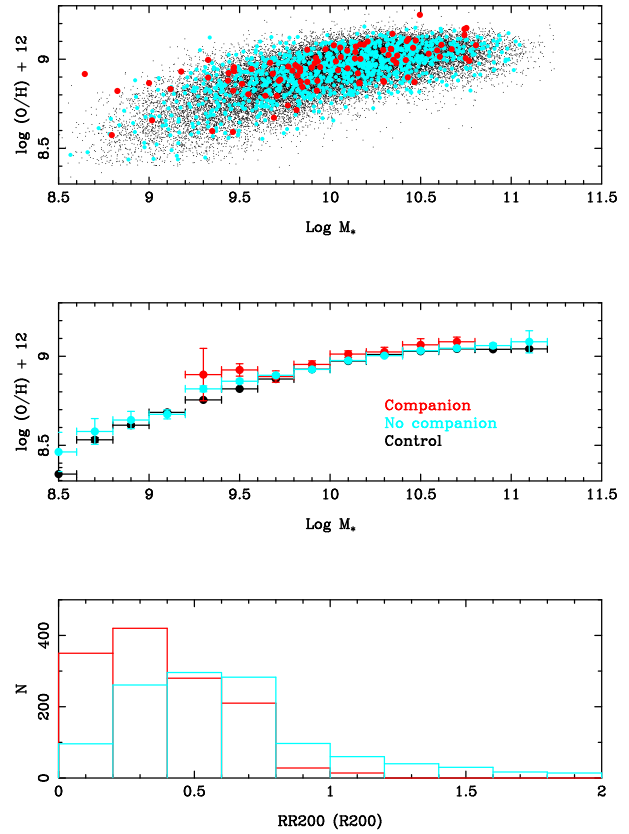 log (O/H) + 12
9
8.5
8.5 9 9.5 10 10.5 11 11.5
Log M*
log (O/H) + 12
9
8.5
Companion
No companion
Control
8.5 9 9.5 10 10.5 11 11.5
Log M*
N
400
200
0
0 0.5 1 1.5 2
RR200 (R200)